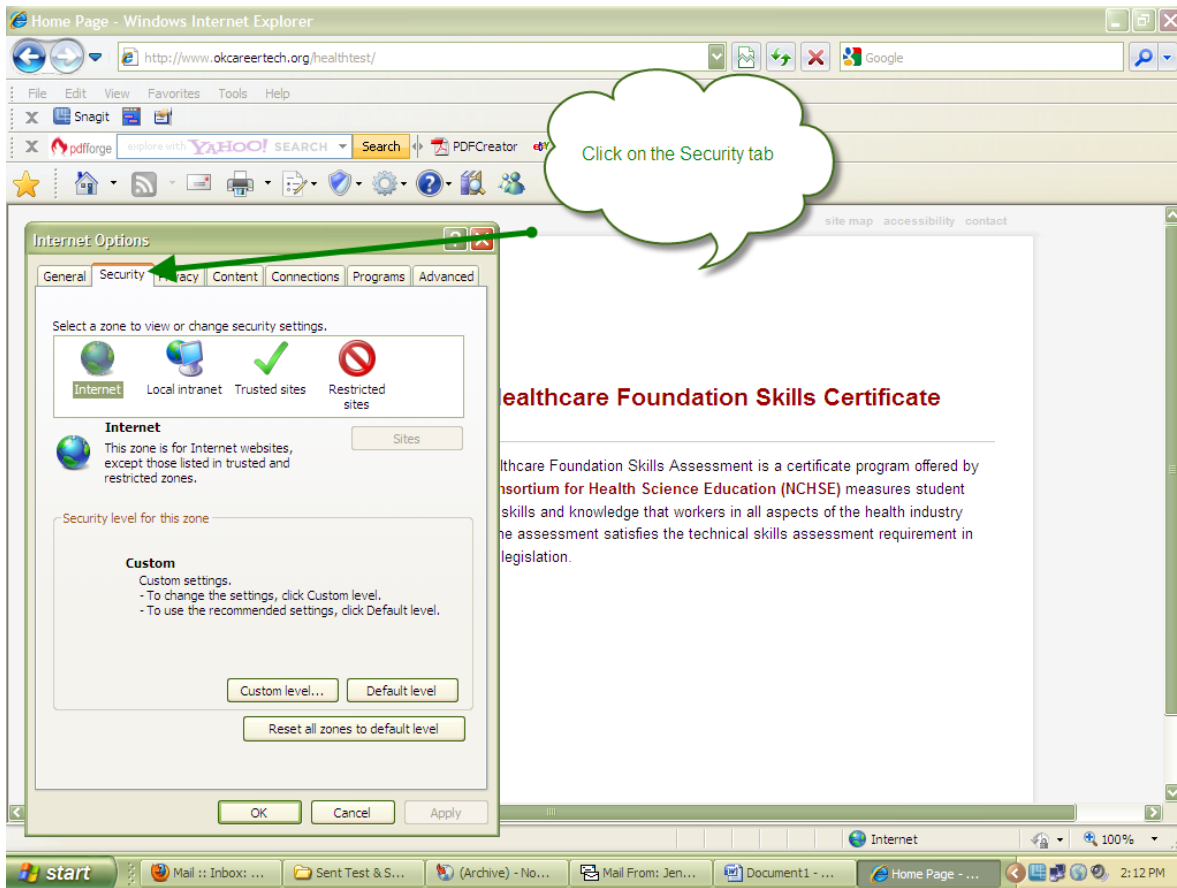 Home Page - Windows Internet Explorer
http://www.okcareertech.org/healthtest/
Google
File Edit View Favorites Tools Help
X Snagit
X pdfforge explore with YAHOO! SEARCH Search PDFCreator
Click on the Security tab
site map accessibility contact
Internet Options
General Security Privacy Content Connections Programs Advanced
Select a zone to view or change security settings.
Internet Local intranet Trusted sites Restricted
sites
Internet
Sites
This zone is for Internet websites,
except those listed in trusted and
restricted zones.
Security level for this zone
Custom
Custom settings.
- To change the settings, click Custom level.
- To use the recommended settings, click Default level.
Custom level... Default level
Reset all zones to default level
OK Cancel Apply
ealthcare Foundation Skills Certificate
lthcare Foundation Skills Assessment is a certificate program offered by
nsortium for Health Science Education (NCHSE) measures student
skills and knowledge that workers in all aspects of the health industry
he assessment satisfies the technical skills assessment requirement in
legislation.
Internet 100%
start Mail :: Inbox: ... Sent Test & S... (Archive) - No... Mail From: Jen... Document1 - ... Home Page - ... 2:12 PM